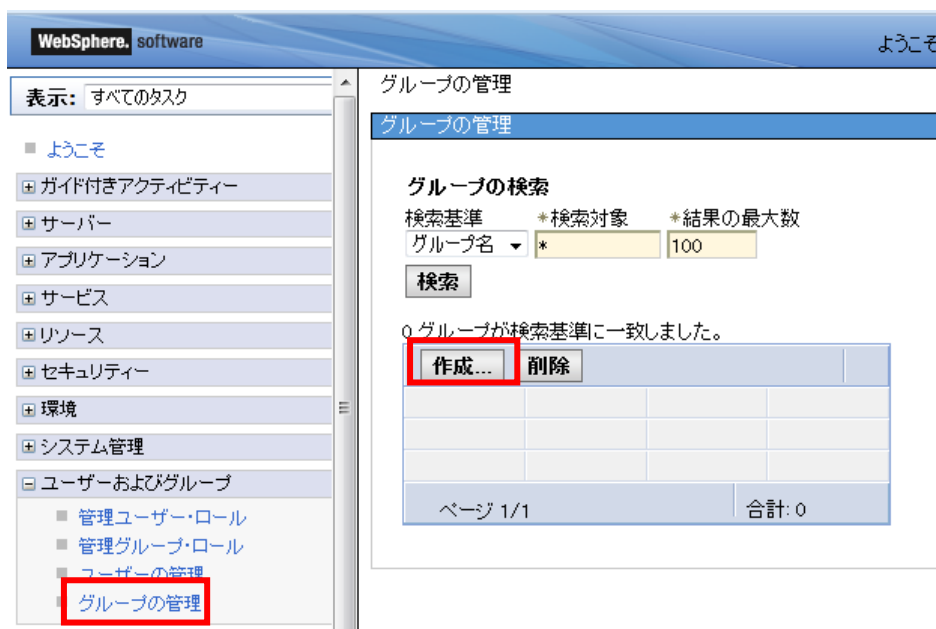 WebSphere. software
ようこそ
表示: すべてのタスク
ようこそ
ガイド付きアクティビティー
サーバー
アプリケーション
サービス
リソース
セキュリティー
環境
システム管理
ユーザーおよびグループ
管理ユーザー・ロール
管理グループ・ロール
ユーザーの管理
グループの管理
グループの管理
グループの管理
グループの検索
検索基準 *検索対象 *結果の最大数
グループ名 * 100
検索
0 グループが検索基準に一致しました。
作成... 削除
ページ 1/1 合計: 0